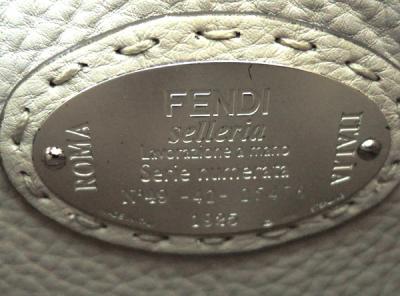 FENDI
selleria
Lavorazione a mano
Serie numerata
ROMA
ITALIA
1925